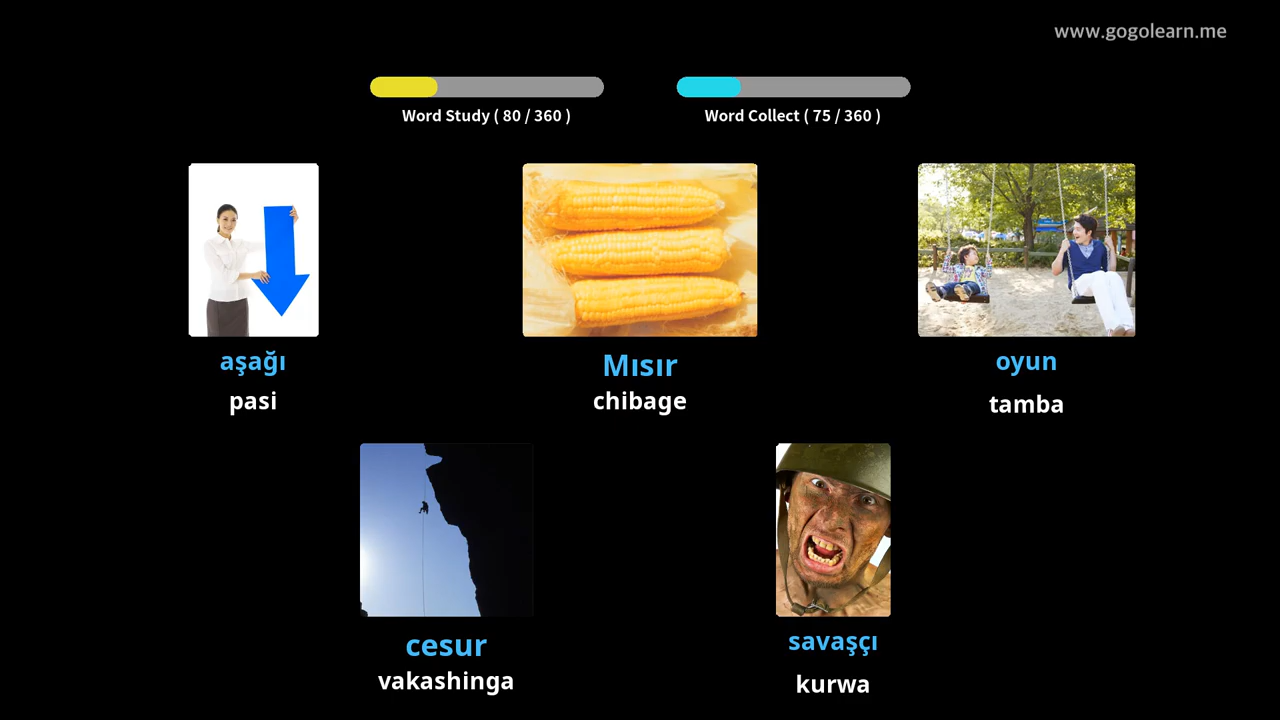 www.gogolearn.me
Word Study ( 80 / 360 )
Word Collect ( 75 / 360 )
aşağı
pasi
Mısır
chibage
oyun
tamba
cesur
vakashinga
savaşçı
kurwa